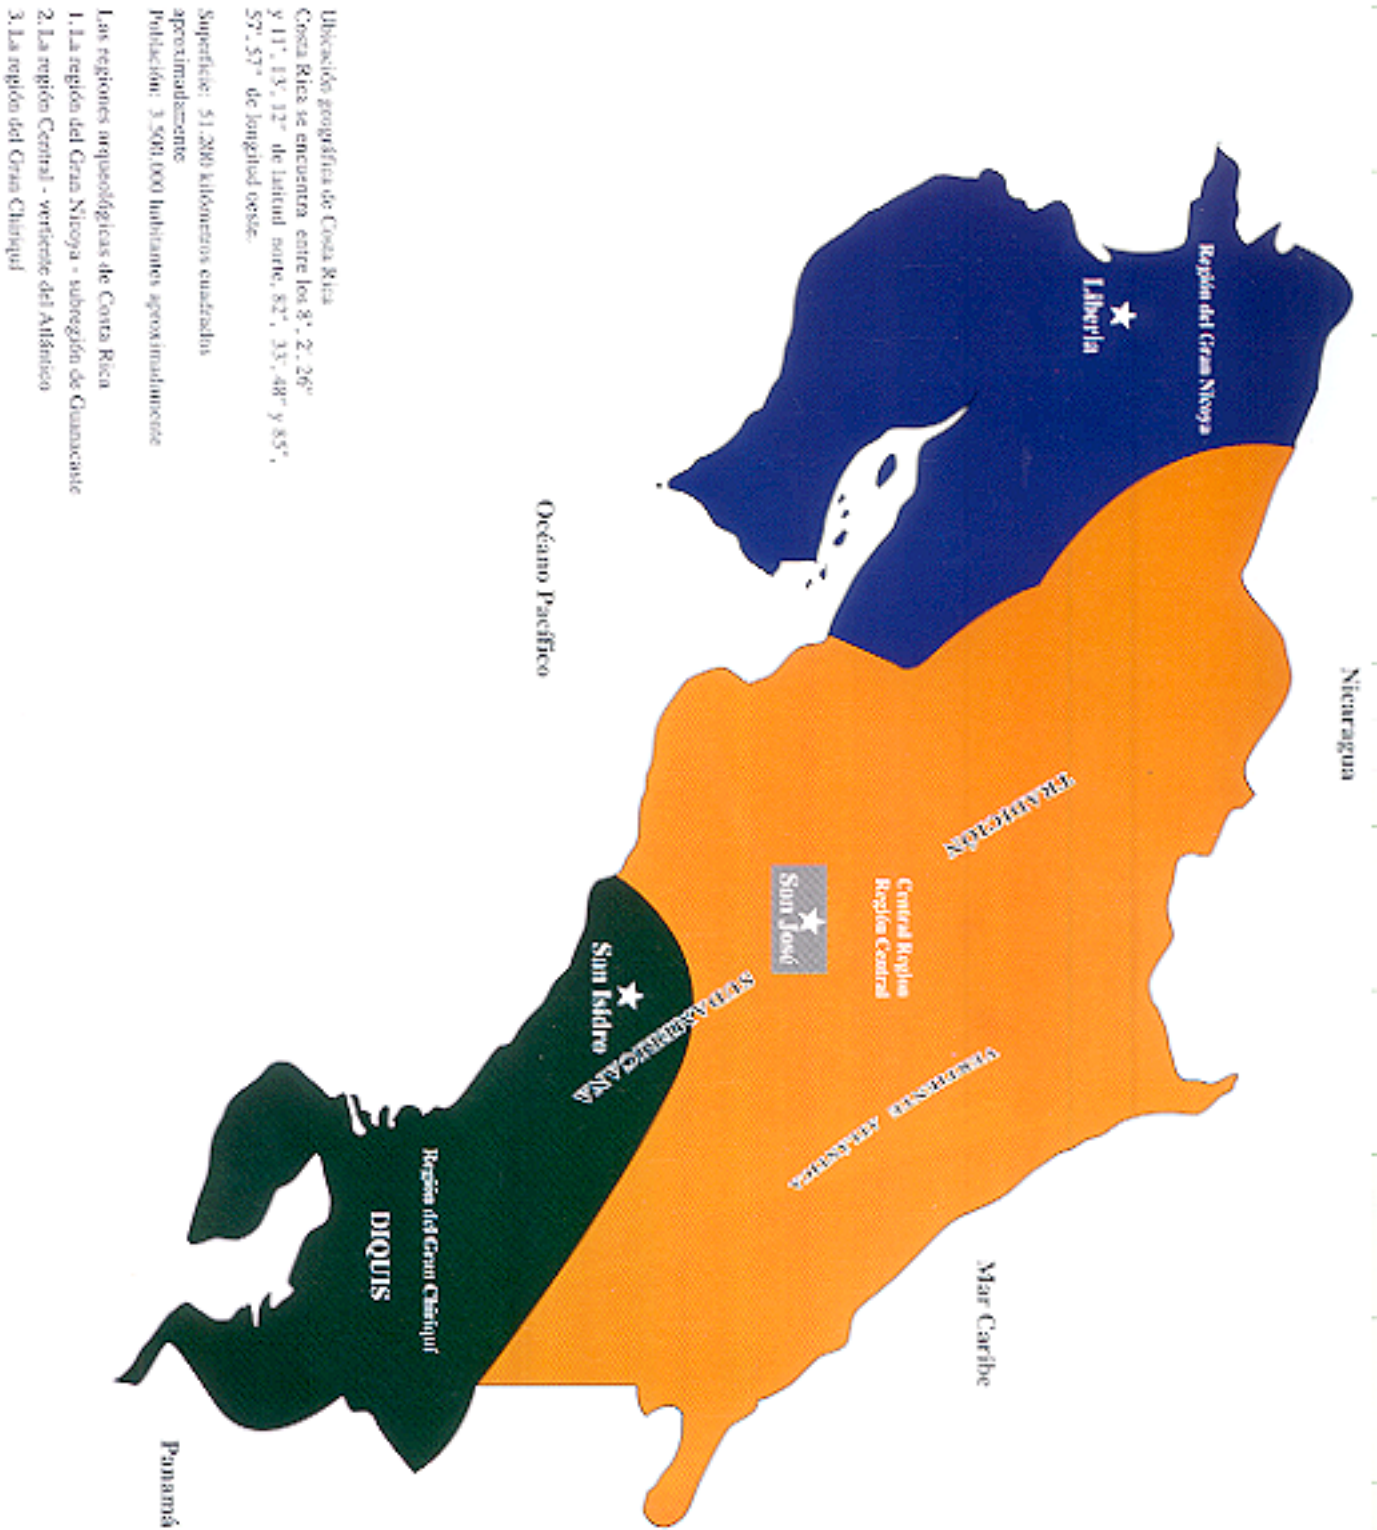 Nicaragua
Región del Gran Nicoya
Liberia
TRADICIÓN
Central Region
Región Central
San José
VERTIENTE ATLÁNTICA
SUDAMERICANA
Mar Caribe
San Isidro
Océano Pacífico
Región del Gran Chiriquí
DIQUIS
Panamá
Ubicación geográfica de Costa Rica
Costa Rica se encuentra entre los 8°, 2', 26"
y 11°, 13', 12" de latitud norte, 82°, 33', 48" y 85°,
57', 57" de longitud oeste.
Superficie: 51.200 kilómetros cuadrados
aproximadamente
Población: 3.500.000 habitantes aproximadamente
Las regiones arqueológicas de Costa Rica
1. La región del Gran Nicoya - subregión de Guanacaste
2. La región Central - vertiente del Atlántico
3. La región del Gran Chiriquí